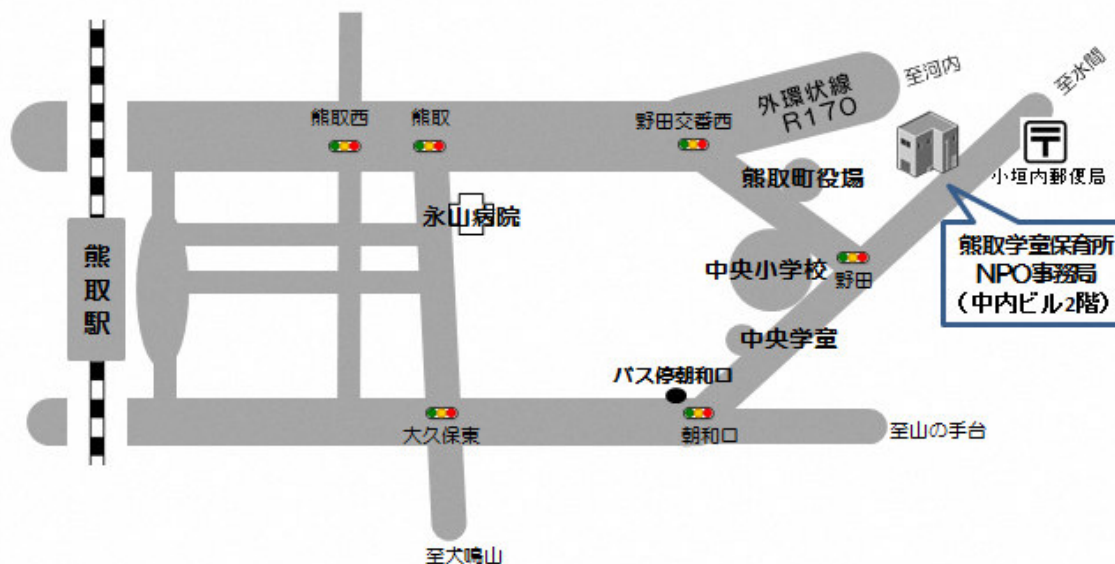 至水間
至河内
外環状線
R170
熊取西
熊取
野田交番西
小垣内郵便局
熊取町役場
永山病院
熊取駅
熊取学童保育所
NPO事務局
(中内ビル2階)
中央小学校
野田
中央学童
バス停朝和口
大久保東
朝和口
至山の手台
至犬鳴山